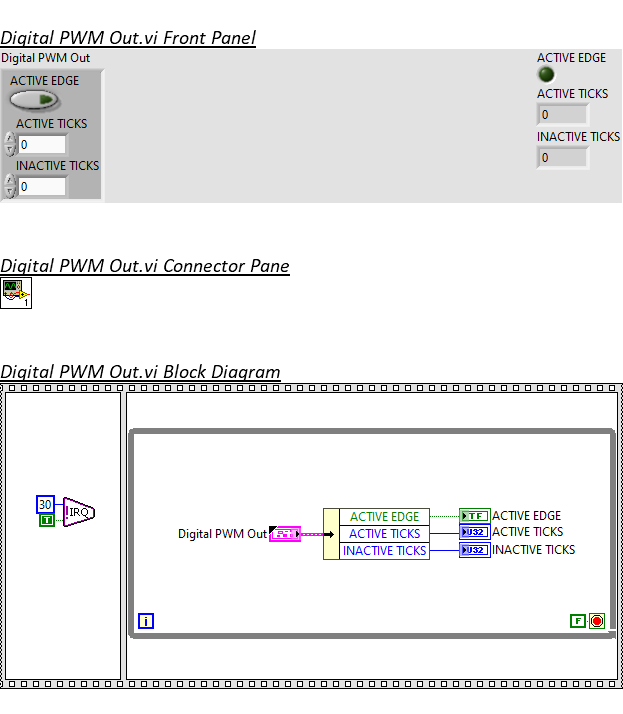 Digital PWM Out.vi Front Panel
Digital PWM Out
ACTIVE EDGE
ACTIVE TICKS
0
INACTIVE TICKS
0
ACTIVE EDGE
ACTIVE TICKS
0
INACTIVE TICKS
0
Digital PWM Out.vi Connector Pane
1
Digital PWM Out.vi Block Diagram
30
T
!IRQ
Digital PWM Out
ACTIVE EDGE
ACTIVE TICKS
INACTIVE TICKS
TF ACTIVE EDGE
U32 ACTIVE TICKS
U32 INACTIVE TICKS
i
F